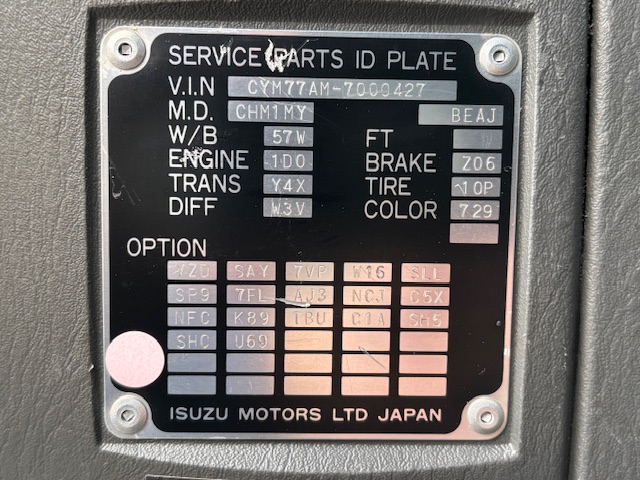 SERVICE PARTS ID PLATE
V.I.N CYM77AM-7000427
M.D. CHM1MY BEAJ
W/B 57W FT
ENGINE 1D0 BRAKE Z06
TRANS Y4X TIRE 10P
DIFF W3V COLOR 729
OPTION
SAY 7VP W16 SLL
SP9 7FL AJ3 NCJ C5X
NFC K89 TBU C1A SH5
SHC U69
ISUZU MOTORS LTD JAPAN